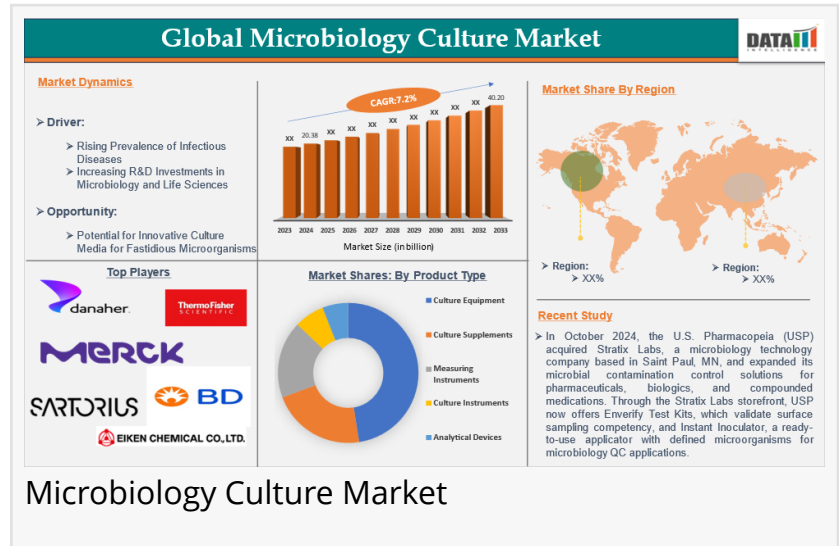 Global Microbiology Culture Market
DATAM
INTELLIGENCE
Market Dynamics
➢ Driver:
➢ Rising Prevalence of Infectious
Diseases
➢ Increasing R&D Investments in
Microbiology and Life Sciences
➢ Opportunity:
➢ Potential for Innovative Culture
Media for Fastidious Microorganisms
CAGR:7.2%
XX 20.38 XX XX XX XX XX XX XX XX 40.20
2023 2024 2025 2026 2027 2028 2029 2030 2031 2032 2033
Market Size (in billion)
Market Share By Region
➢ Region:
➢ XX%
➢ Region:
➢ XX%
Top Players
danaher.
ThermoFisher
SCIENTIFIC
MERCK
SARTORIUS
BD
EIKEN CHEMICAL CO., LTD.
Market Shares: By Product Type
Culture Equipment
Culture Supplements
Measuring
Instruments
Culture Instruments
Analytical Devices
Recent Study
➢ In October 2024, the U.S. Pharmacopeia (USP)
acquired Stratix Labs, a microbiology technology
company based in Saint Paul, MN, and expanded its
microbial contamination control solutions for
pharmaceuticals, biologics, and compounded
medications. Through the Stratix Labs storefront, USP
now offers Enverify Test Kits, which validate surface
sampling competency, and Instant Inoculator, a ready-
to-use applicator with defined microorganisms for
microbiology QC applications.
Microbiology Culture Market